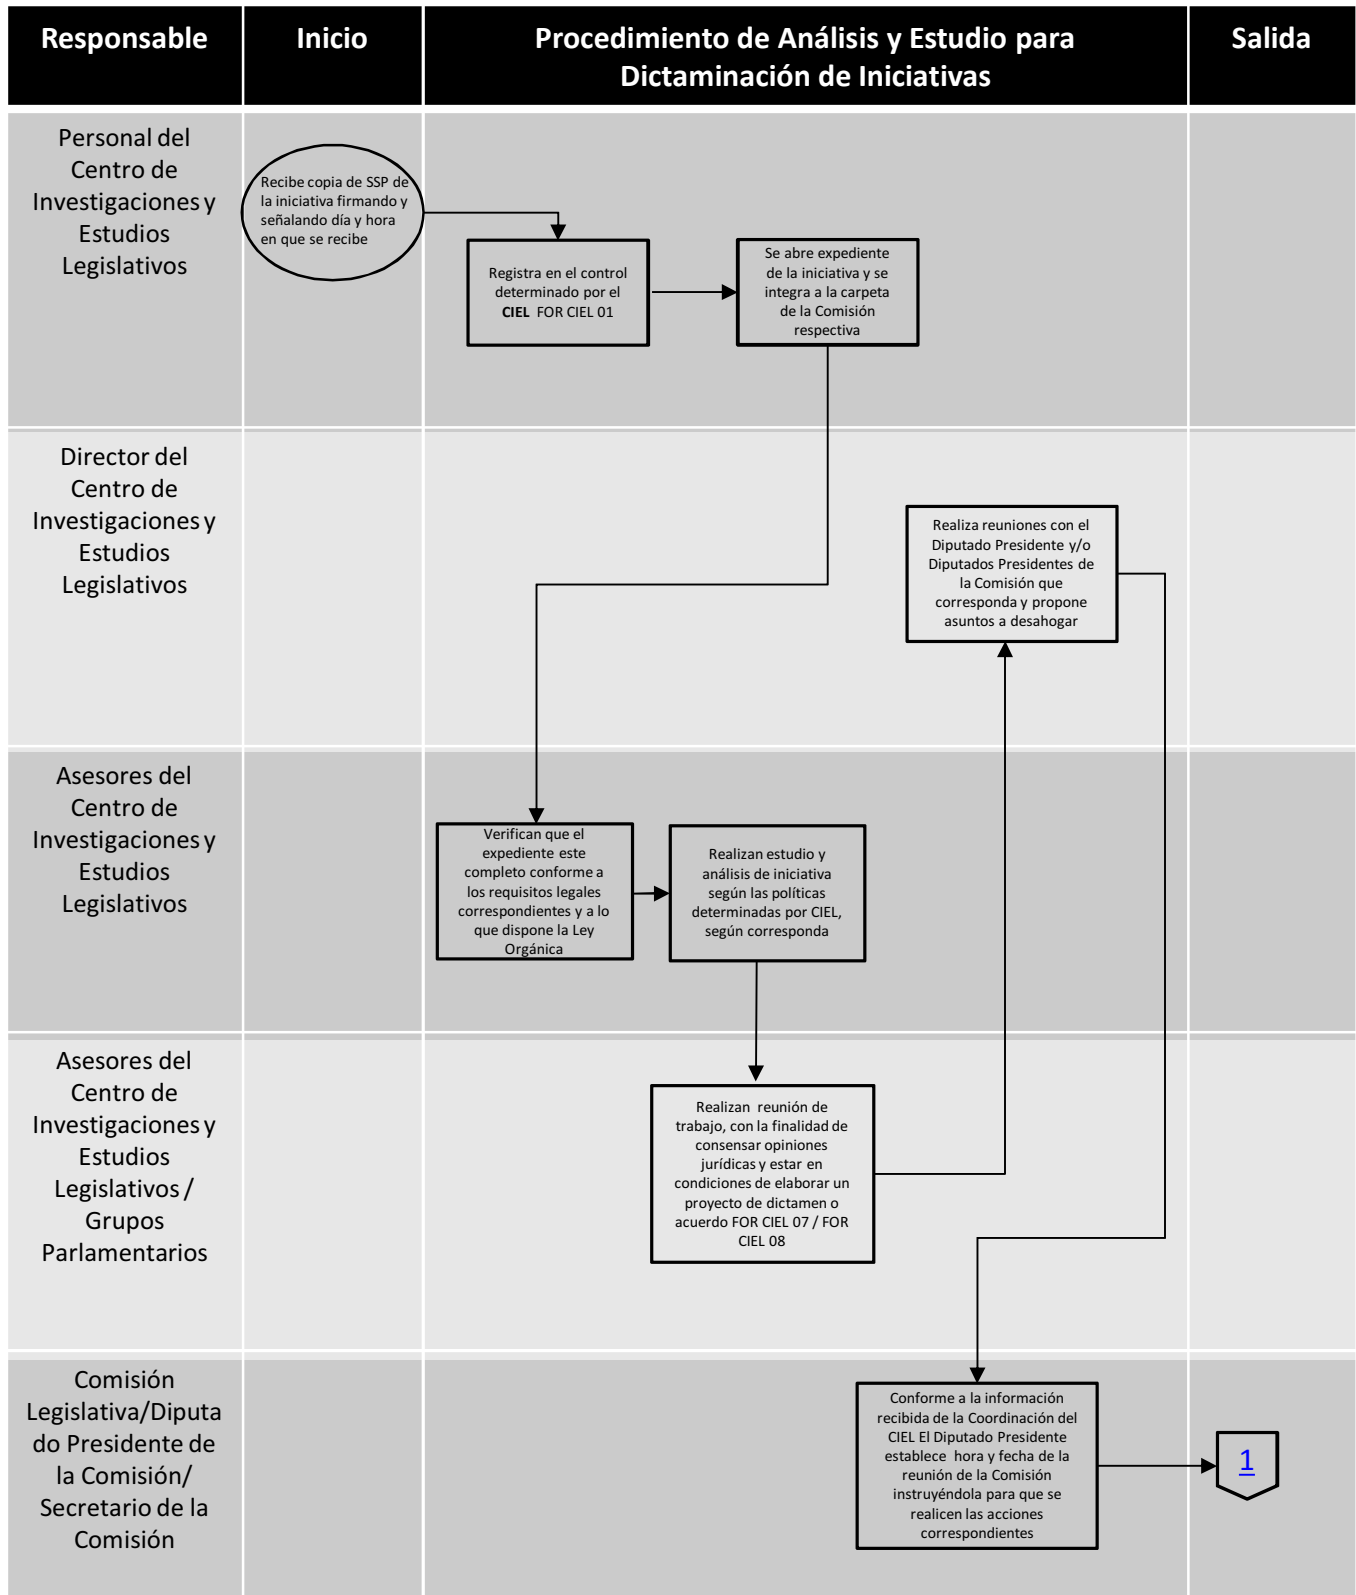 Responsable
Inicio
Procedimiento de Análisis y Estudio para
Dictaminación de Iniciativas
Salida
Personal del
Centro de
Investigaciones y
Estudios
Legislativos
Recibe copia de SSP de
la iniciativa firmando y
señalando día y hora
en que se recibe
Registra en el control
determinado por el
CIEL FOR CIEL 01
Se abre expediente
de la iniciativa y se
integra a la carpeta
de la Comisión
respectiva
Director del
Centro de
Investigaciones y
Estudios
Legislativos
Realiza reuniones con el
Diputado Presidente y/o
Diputados Presidentes de
la Comisión que
corresponda y propone
asuntos a desahogar
Asesores del
Centro de
Investigaciones y
Estudios
Legislativos
Verifican que el
expediente este
completo conforme a
los requisitos legales
correspondientes y a lo
que dispone la Ley
Orgánica
Realizan estudio y
análisis de iniciativa
según las políticas
determinadas por CIEL,
según corresponda
Asesores del
Centro de
Investigaciones y
Estudios
Legislativos /
Grupos
Parlamentarios
Realizan reunión de
trabajo, con la finalidad de
consensar opiniones
jurídicas y estar en
condiciones de elaborar un
proyecto de dictamen o
acuerdo FOR CIEL 07 / FOR
CIEL 08
Comisión
Legislativa/Diputa
do Presidente de
la Comisión/
Secretario de la
Comisión
Conforme a la información
recibida de la Coordinación del
CIEL El Diputado Presidente
establece hora y fecha de la
reunión de la Comisión
instruyéndola para que se
realicen las acciones
correspondientes
1